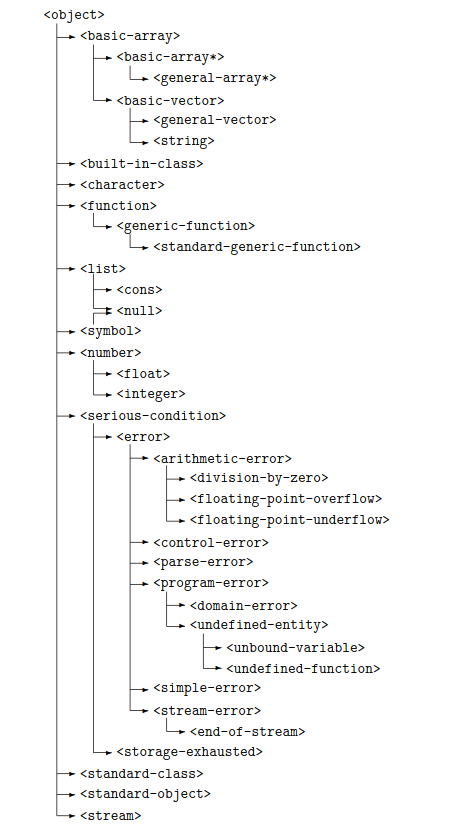 <object>
<basic-array>
<basic-array*>
<general-array*>
<basic-vector>
<general-vector>
<string>
<built-in-class>
<character>
<function>
<generic-function>
<standard-generic-function>
<list>
<cons>
<null>
<symbol>
<number>
<float>
<integer>
<serious-condition>
<error>
<arithmetic-error>
<division-by-zero>
<floating-point-overflow>
<floating-point-underflow>
<control-error>
<parse-error>
<program-error>
<domain-error>
<undefined-entity>
<unbound-variable>
<undefined-function>
<simple-error>
<stream-error>
<end-of-stream>
<storage-exhausted>
<standard-class>
<standard-object>
<stream>